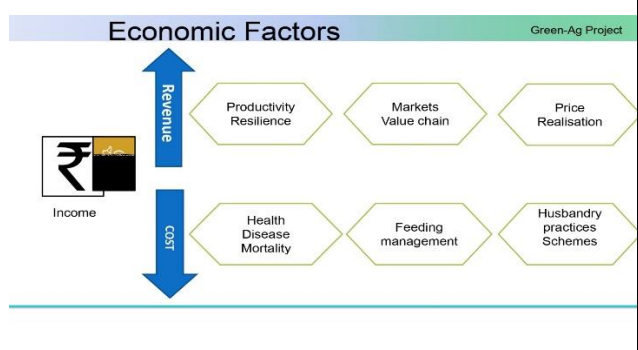 Economic Factors
Green-Ag Project
Revenue
Productivity
Resilience
Markets
Value chain
Price
Realisation
₹
Income
COST
Health
Disease
Mortality
Feeding
management
Husbandry
practices
Schemes